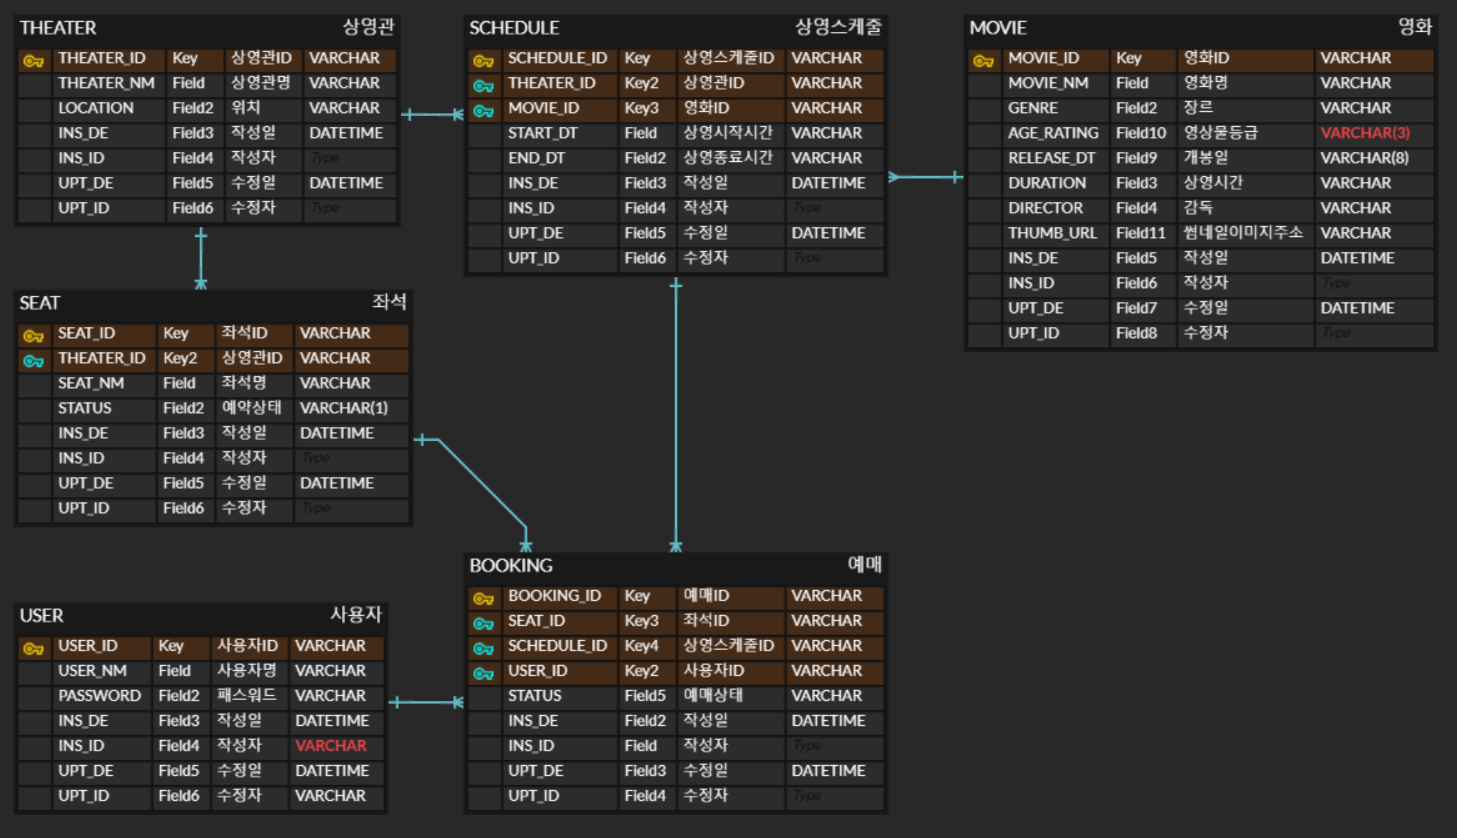 THEATER 상영관
THEATER_ID Key 상영관ID VARCHAR
THEATER_NM Field 상영관명 VARCHAR
LOCATION Field2 위치 VARCHAR
INS_DE Field3 작성일 DATETIME
INS_ID Field4 작성자 Type
UPT_DE Field5 수정일 DATETIME
UPT_ID Field6 수정자 Type
SCHEDULE 상영스케줄
SCHEDULE_ID Key 상영스케줄ID VARCHAR
THEATER_ID Key2 상영관ID VARCHAR
MOVIE_ID Key3 영화ID VARCHAR
START_DT Field 상영시작시간 VARCHAR
END_DT Field2 상영종료시간 VARCHAR
INS_DE Field3 작성일 DATETIME
INS_ID Field4 작성자 Type
UPT_DE Field5 수정일 DATETIME
UPT_ID Field6 수정자 Type
MOVIE 영화
MOVIE_ID Key 영화ID VARCHAR
MOVIE_NM Field 영화명 VARCHAR
GENRE Field2 장르 VARCHAR
AGE_RATING Field10 영상물등급 VARCHAR(3)
RELEASE_DT Field9 개봉일 VARCHAR(8)
DURATION Field3 상영시간 VARCHAR
DIRECTOR Field4 감독 VARCHAR
THUMB_URL Field11 썸네일이미지주소 VARCHAR
INS_DE Field5 작성일 DATETIME
INS_ID Field6 작성자 Type
UPT_DE Field7 수정일 DATETIME
UPT_ID Field8 수정자 Type
SEAT 좌석
SEAT_ID Key 좌석ID VARCHAR
THEATER_ID Key2 상영관ID VARCHAR
SEAT_NM Field 좌석명 VARCHAR
STATUS Field2 예약상태 VARCHAR(1)
INS_DE Field3 작성일 DATETIME
INS_ID Field4 작성자 Type
UPT_DE Field5 수정일 DATETIME
UPT_ID Field6 수정자 Type
USER 사용자
USER_ID Key 사용자ID VARCHAR
USER_NM Field 사용자명 VARCHAR
PASSWORD Field2 패스워드 VARCHAR
INS_DE Field3 작성일 DATETIME
INS_ID Field4 작성자 VARCHAR
UPT_DE Field5 수정일 DATETIME
UPT_ID Field6 수정자 VARCHAR
BOOKING 예매
BOOKING_ID Key 예매ID VARCHAR
SEAT_ID Key3 좌석ID VARCHAR
SCHEDULE_ID Key4 상영스케줄ID VARCHAR
USER_ID Key2 사용자ID VARCHAR
STATUS Field5 예매상태 VARCHAR
INS_DE Field2 작성일 DATETIME
INS_ID Field 작성자 Type
UPT_DE Field3 수정일 DATETIME
UPT_ID Field4 수정자 Type